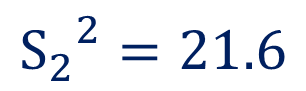 S₂² = 21.6